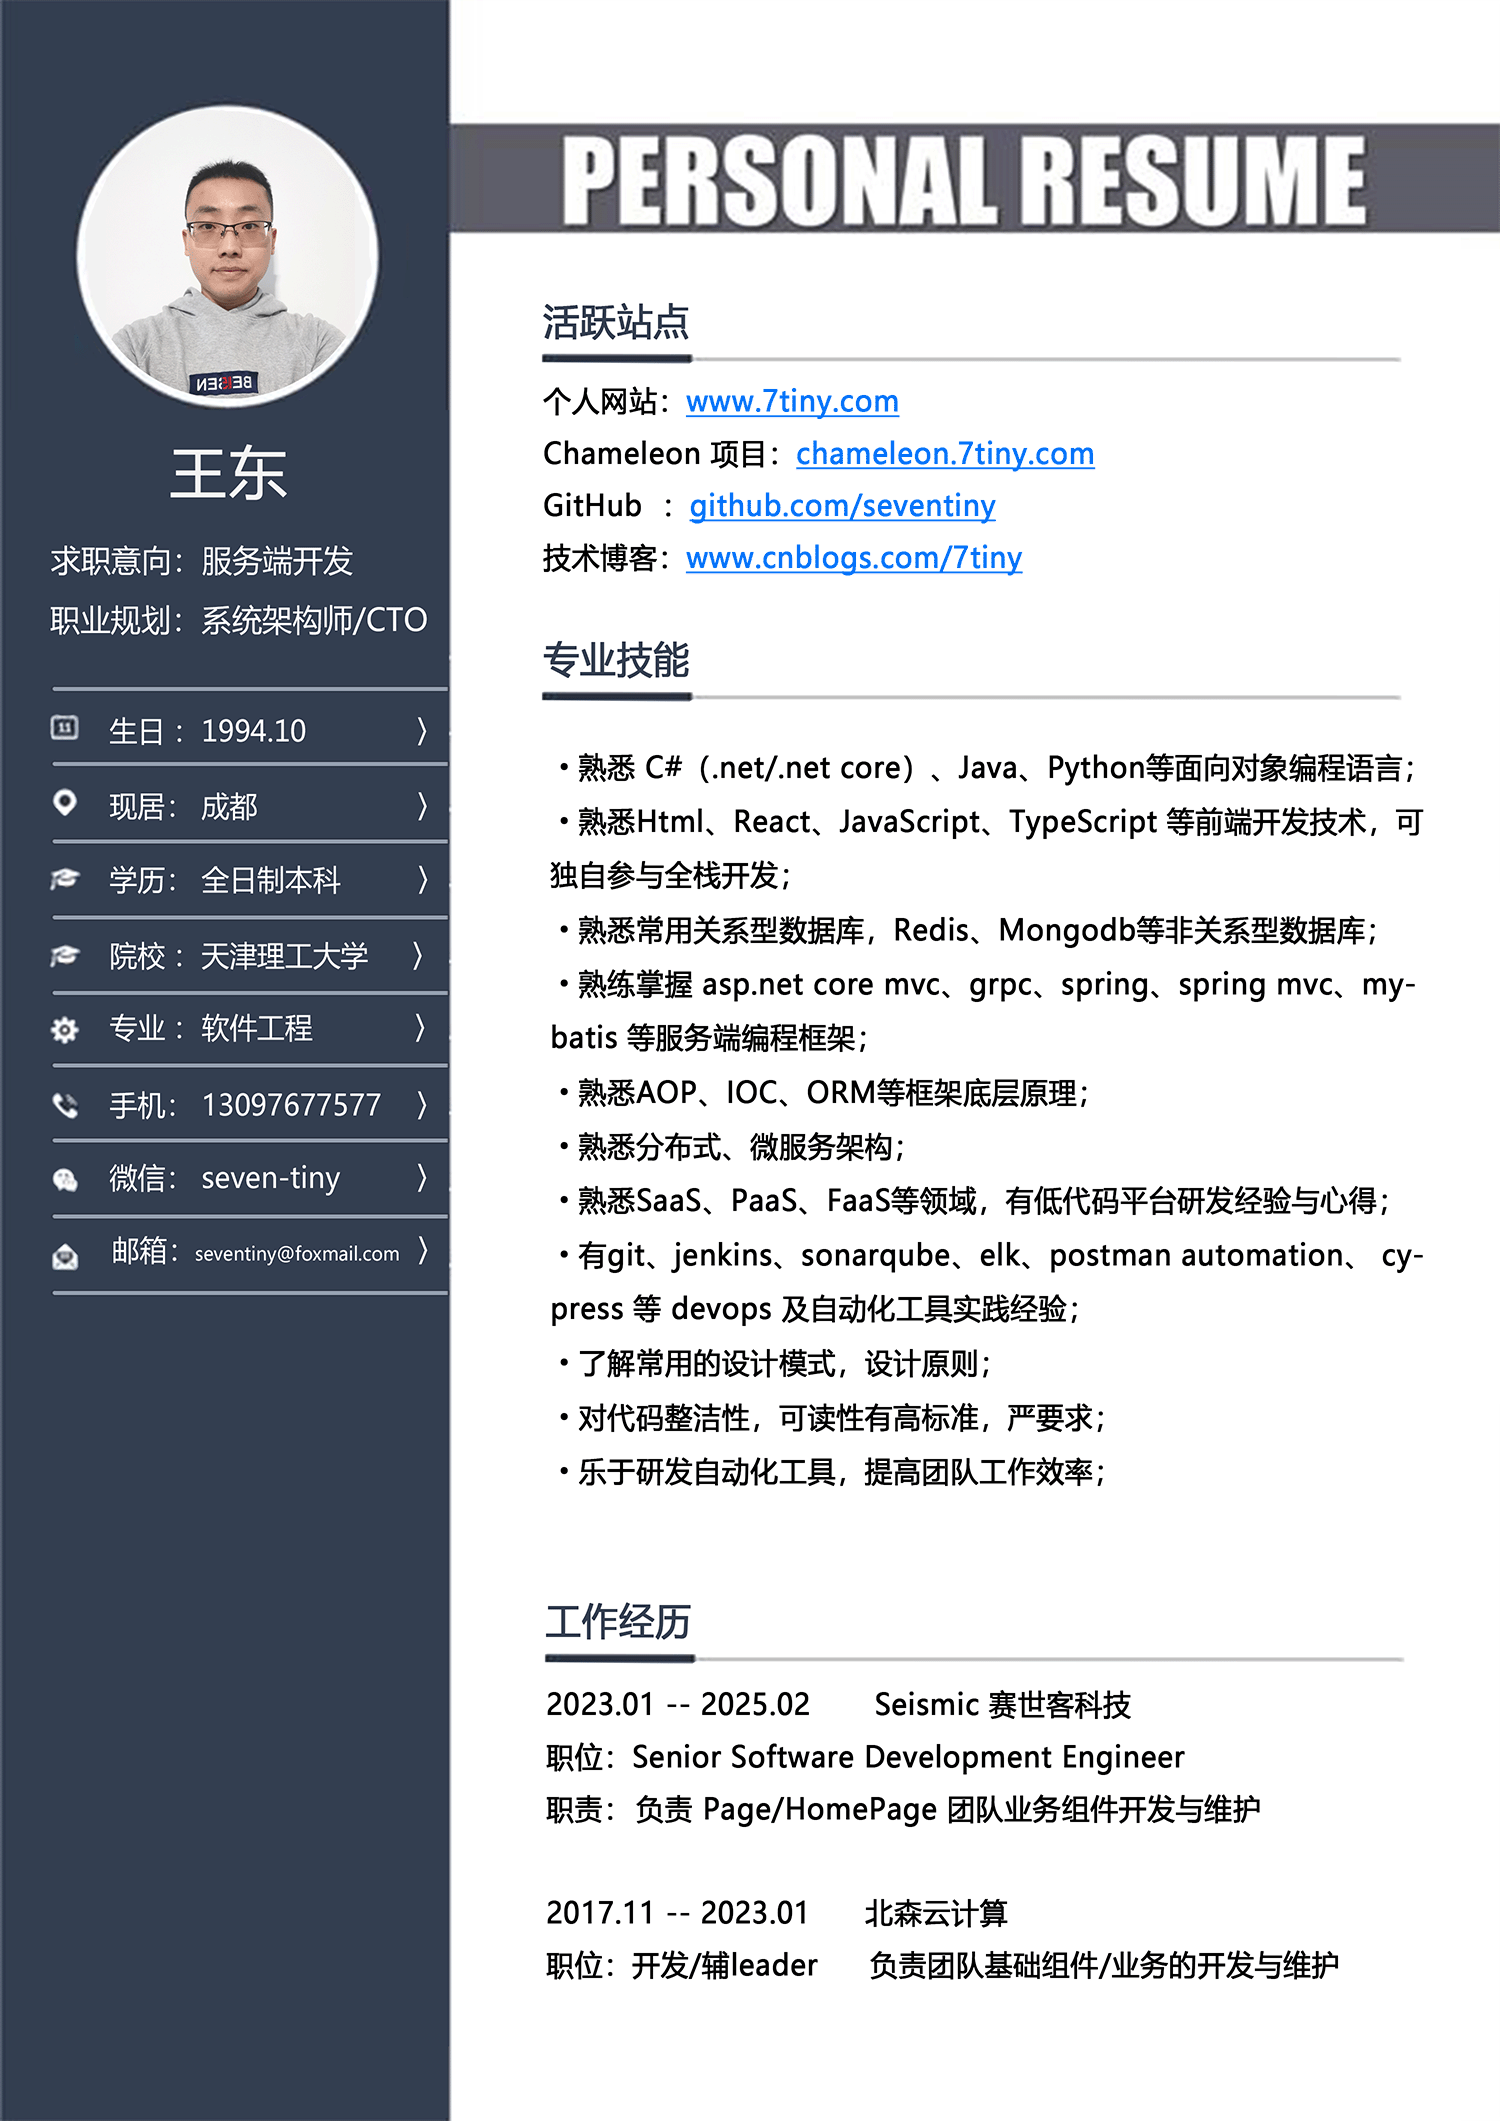 BEISEN
王东
求职意向：服务端开发
职业规划：系统架构师/CTO
11
生日： 1994.10 〉
现居： 成都 〉
学历： 全日制本科 〉
院校： 天津理工大学 〉
专业： 软件工程 〉
手机： 13097677577 〉
微信： seven-tiny 〉
邮箱： seventiny@foxmail.com 〉
PERSONAL RESUME
活跃站点
个人网站：www.7tiny.com
Chameleon 项目：chameleon.7tiny.com
GitHub ：github.com/seventiny
技术博客：www.cnblogs.com/7tiny
专业技能
·熟悉 C#（.net/.net core）、Java、Python等面向对象编程语言；
·熟悉Html、React、JavaScript、TypeScript 等前端开发技术，可
独自参与全栈开发；
·熟悉常用关系型数据库，Redis、Mongodb等非关系型数据库；
·熟练掌握 asp.net core mvc、grpc、spring、spring mvc、my-
batis 等服务端编程框架；
·熟悉AOP、IOC、ORM等框架底层原理；
·熟悉分布式、微服务架构；
·熟悉SaaS、PaaS、FaaS等领域，有低代码平台研发经验与心得；
·有git、jenkins、sonarqube、elk、postman automation、 cy-
press 等 devops 及自动化工具实践经验；
·了解常用的设计模式，设计原则；
·对代码整洁性，可读性有高标准，严要求；
·乐于研发自动化工具，提高团队工作效率；
工作经历
2023.01 -- 2025.02 Seismic 赛世客科技
职位：Senior Software Development Engineer
职责： 负责 Page/HomePage 团队业务组件开发与维护
2017.11 -- 2023.01 北森云计算
职位：开发/辅leader 负责团队基础组件/业务的开发与维护